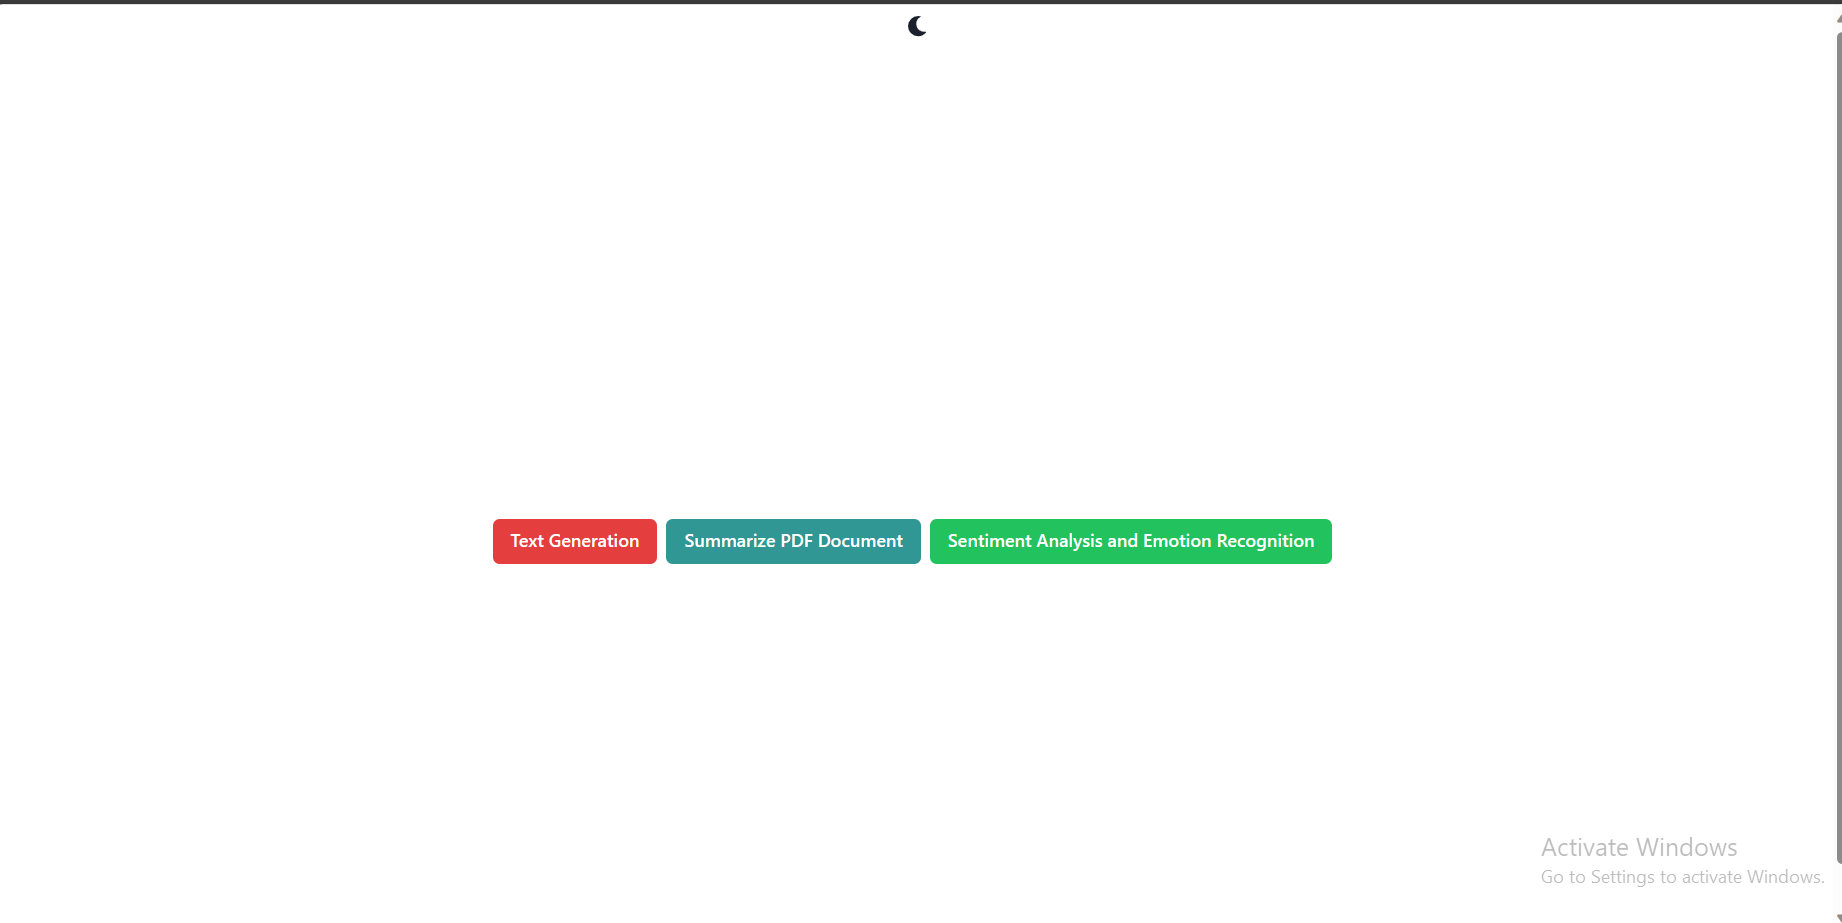 Text Generation
Summarize PDF Document
Sentiment Analysis and Emotion Recognition
Activate Windows
Go to Settings to activate Windows.